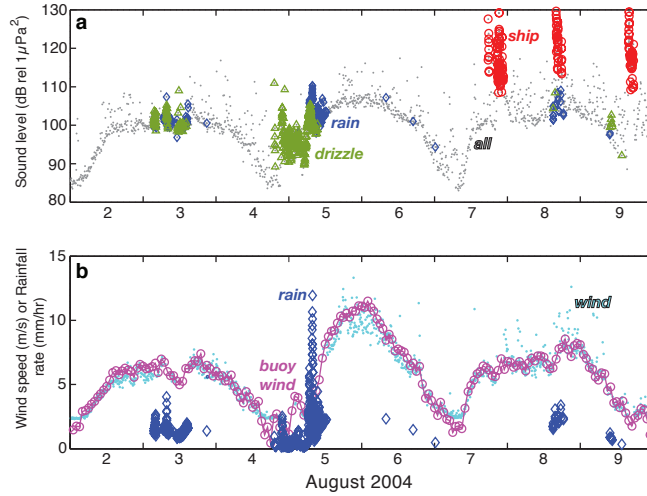 a
Sound level (dB rel 1μPa²)
130
120
110
100
90
80
ship
rain
drizzle
all
2 3 4 5 6 7 8 9
b
Wind speed (m/s) or Rainfall
rate (mm/hr)
15
10
5
0
rain
buoy
wind
wind
2 3 4 5 6 7 8 9
August 2004